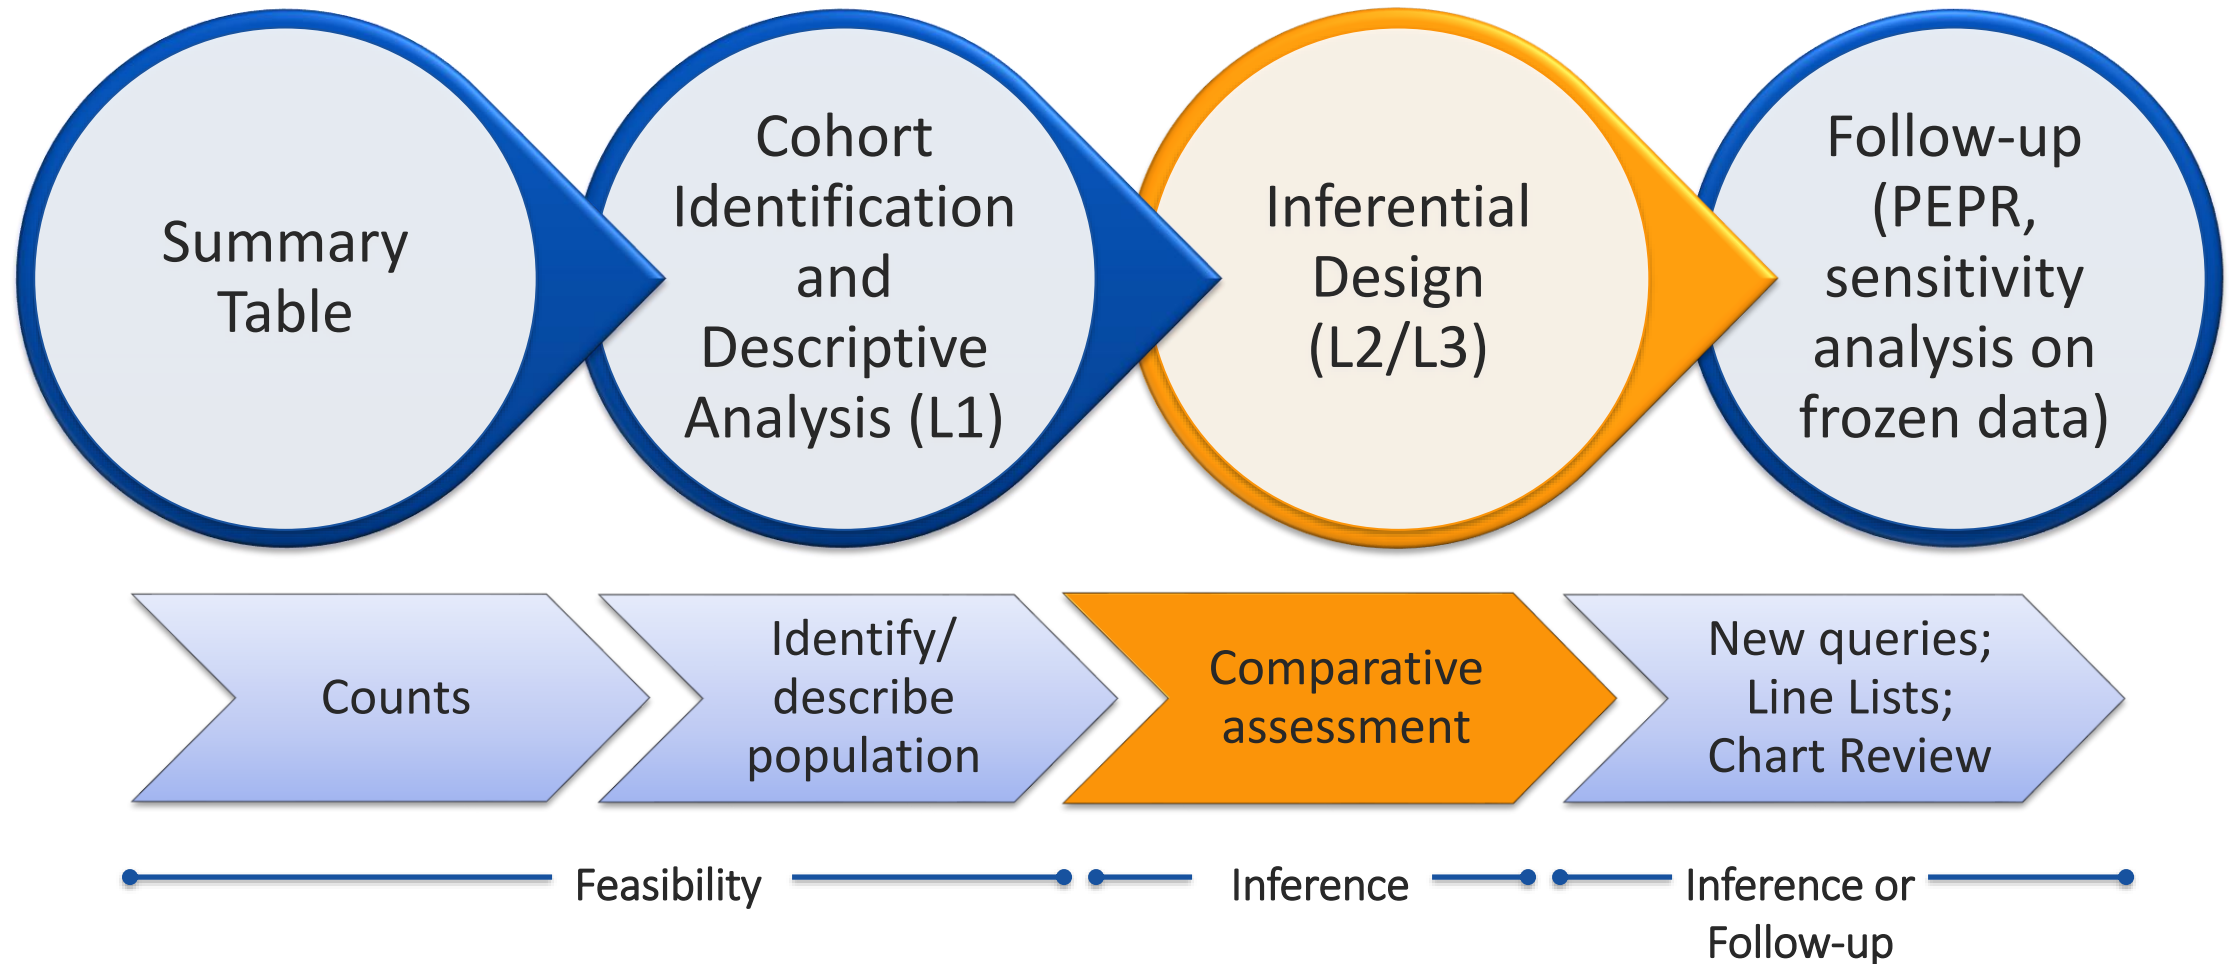 Summary
Table
Cohort
Identification
and
Descriptive
Analysis (L1)
Inferential
Design
(L2/L3)
Follow-up
(PEPR,
sensitivity
analysis on
frozen data)
Counts
Identify/
describe
population
Comparative
assessment
New queries;
Line Lists;
Chart Review
Feasibility
Inference
Inference or
Follow-up